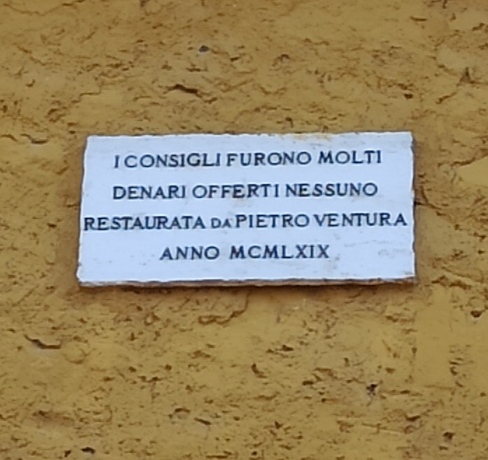 I CONSIGLI FURONO MOLTI
DENARI OFFERTI NESSUNO
RESTAURATA DA PIETRO VENTURA
ANNO MCMLXIX